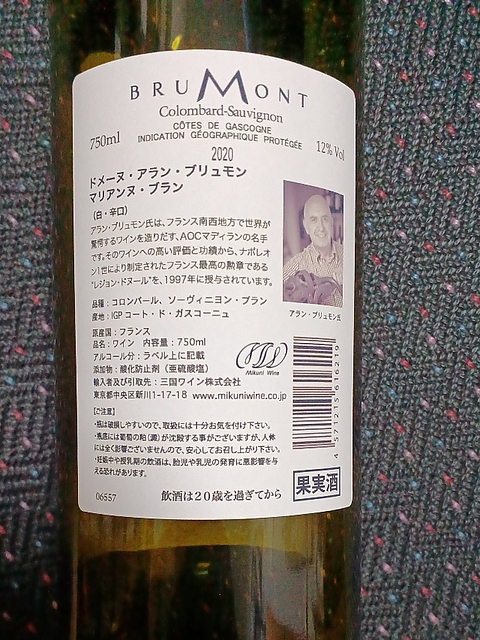 BRUMONT
Colombard-Sauvignon
CÔTES DE GASCOGNE
750ml INDICATION GÉOGRAPHIQUE PROTÉGÉE 12% Vol
2020
ドメーヌ・アラン・ブリュモン
マリアンヌ・ブラン
(白・辛口)
アラン・ブリュモン氏は、フランス南西地方で世界が
驚愕するワインを造りだす、AOCマディランの名手
です。そのワインへの高い評価と功績から、ナポレオ
ン1世により制定されたフランス最高の勲章である
"レジョン・ドヌール"を、1997年に授与されています。
アラン・ブリュモン氏
品種:コロンバール、ソーヴィニヨン・ブラン
産地:IGPコート・ド・ガスコーニュ
原産国:フランス
品名:ワイン 内容量:750ml
アルコール分:ラベル上に記載
添加物:酸化防止剤(亜硫酸塩)
輸入者及び引取先:三国ワイン株式会社
東京都中央区新川1-17-18 www.mikuniwine.co.jp
Mikuni Wine
【ご注意】
・瓶は破損しやすいので、取扱には十分お気を付け下さい。
・瓶底には葡萄の粕(澱)が沈殿する事がございますが、人体
には全く影響ございませんので、安心してお召し上がり下さい。
・妊娠中や授乳期の飲酒は、胎児や乳児の発育に悪影響を与
える恐れがあります。
4571215616219
果実酒
06557 飲酒は20歳を過ぎてから